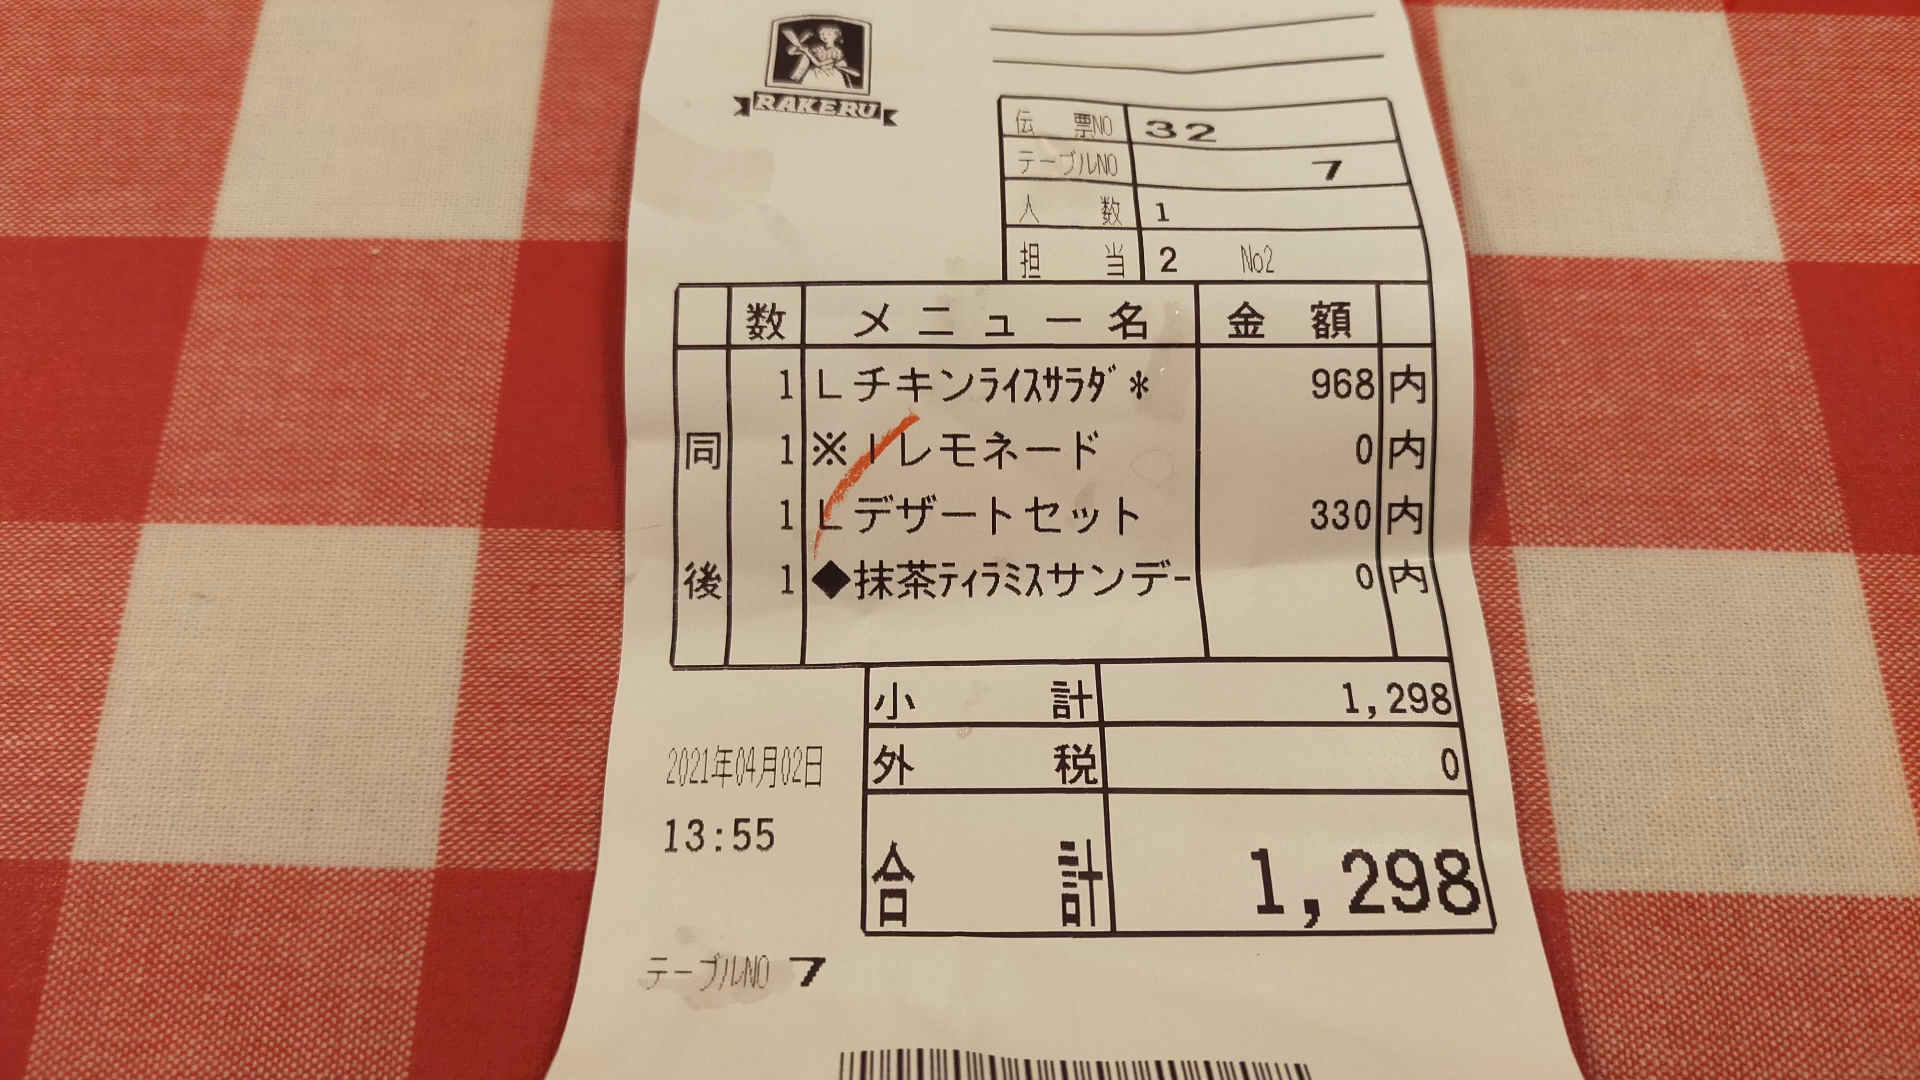 RAKERU
伝 票NO 32
テーブルNO 7
人 数 1
担 当 2 No2
数 メニュー名 金 額
1 Lチキンライスサラダ* 968 内
同 1 ※Iレモネード 0 内
1 Lデザートセット 330 内
後 1 ◆抹茶ティラミスサンデー 0 内
小 計 1,298
外 税 0
2021年04月02日
13:55
合 計 1,298
テーブルNO 7